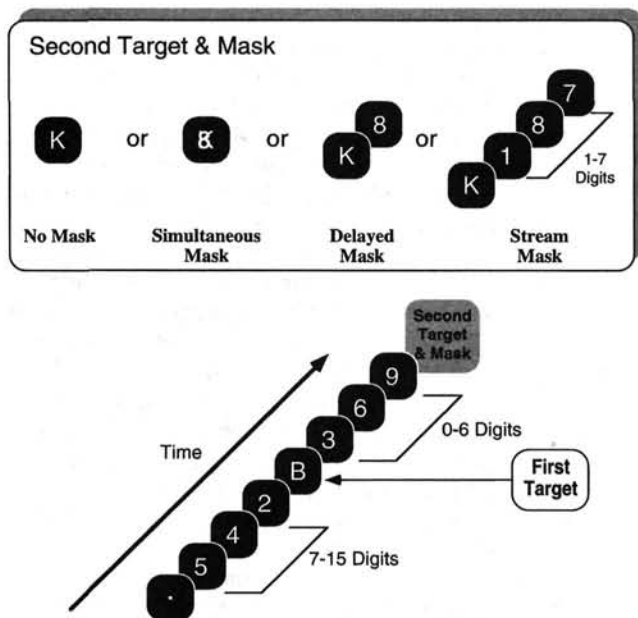 Second Target & Mask
K or 8K or K 8 or K 1 8 7
1-7
Digits
No Mask Simultaneous Mask Delayed Mask Stream Mask
Second
Target
& Mask
9
6
0-6 Digits
3
Time
B
First
Target
2
4
7-15 Digits
5